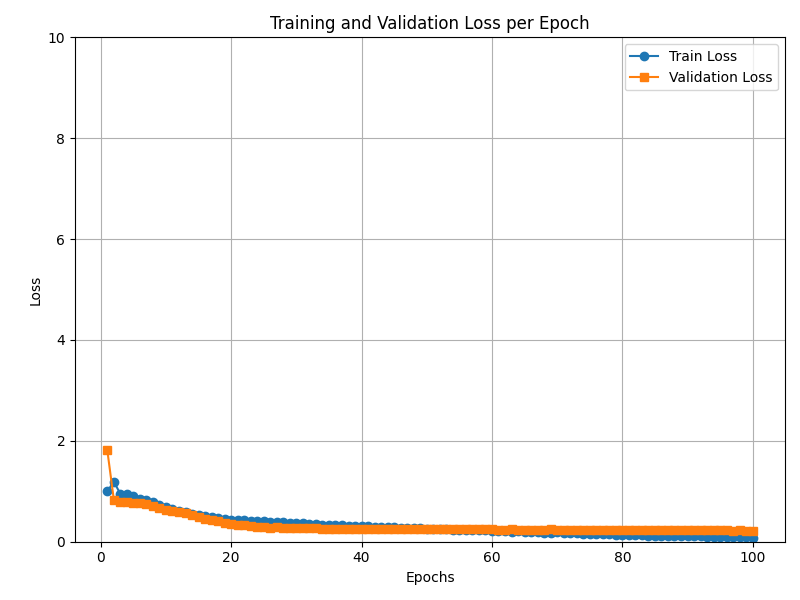 Training and Validation Loss per Epoch
10
8
6
4
2
0
Loss
Train Loss
Validation Loss
0 20 40 60 80 100
Epochs